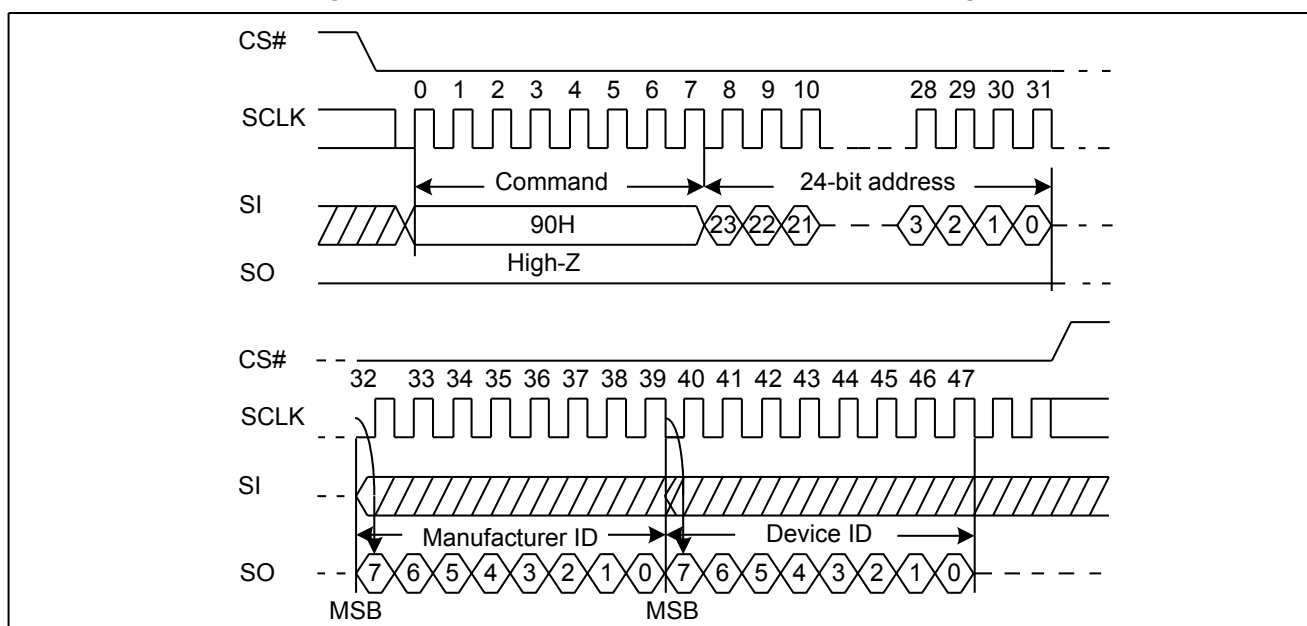 CS#
0 1 2 3 4 5 6 7 8 9 10 28 29 30 31
SCLK
Command 24-bit address
SI
90H 23 22 21 3 2 1 0
High-Z
SO
CS#
32 33 34 35 36 37 38 39 40 41 42 43 44 45 46 47
SCLK
SI
Manufacturer ID Device ID
SO 7 6 5 4 3 2 1 0 7 6 5 4 3 2 1 0
MSB MSB